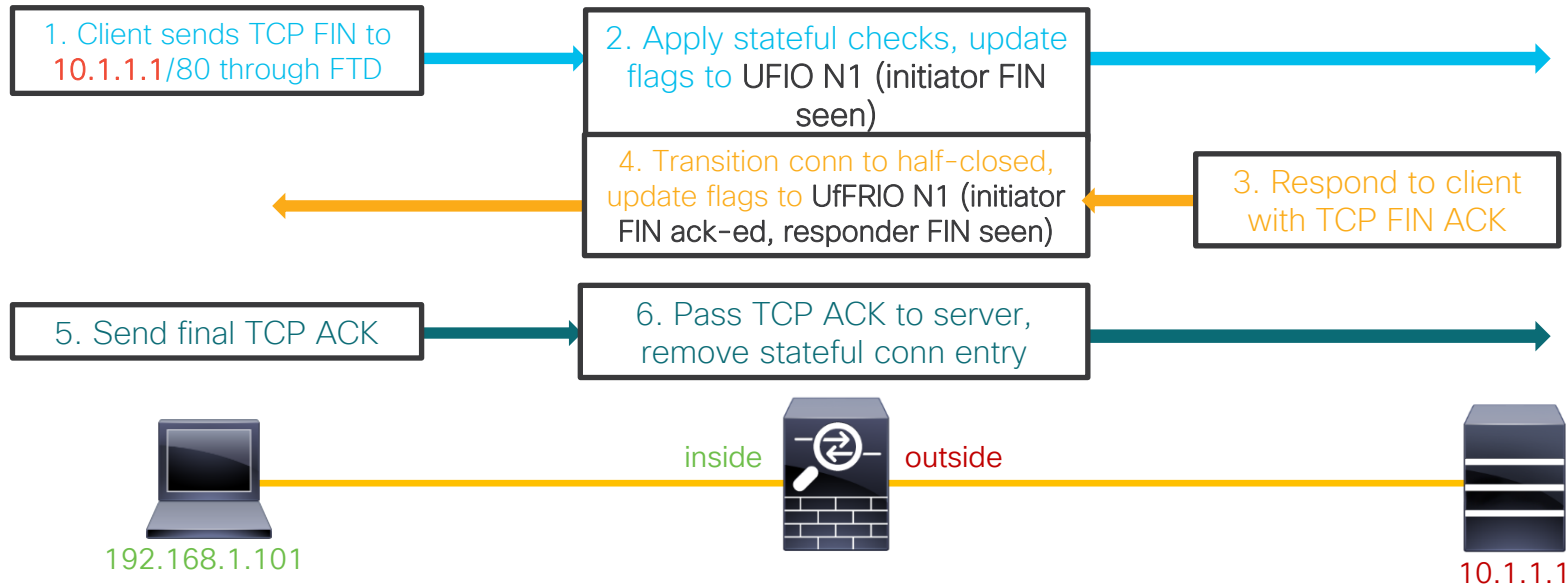 1. Client sends TCP FIN to
10.1.1.1/80 through FTD
2. Apply stateful checks, update
flags to UFIO N1 (initiator FIN
seen)
4. Transition conn to half-closed,
update flags to UfFRIO N1 (initiator
FIN ack-ed, responder FIN seen)
3. Respond to client
with TCP FIN ACK
5. Send final TCP ACK
6. Pass TCP ACK to server,
remove stateful conn entry
inside
outside
192.168.1.101
10.1.1.1